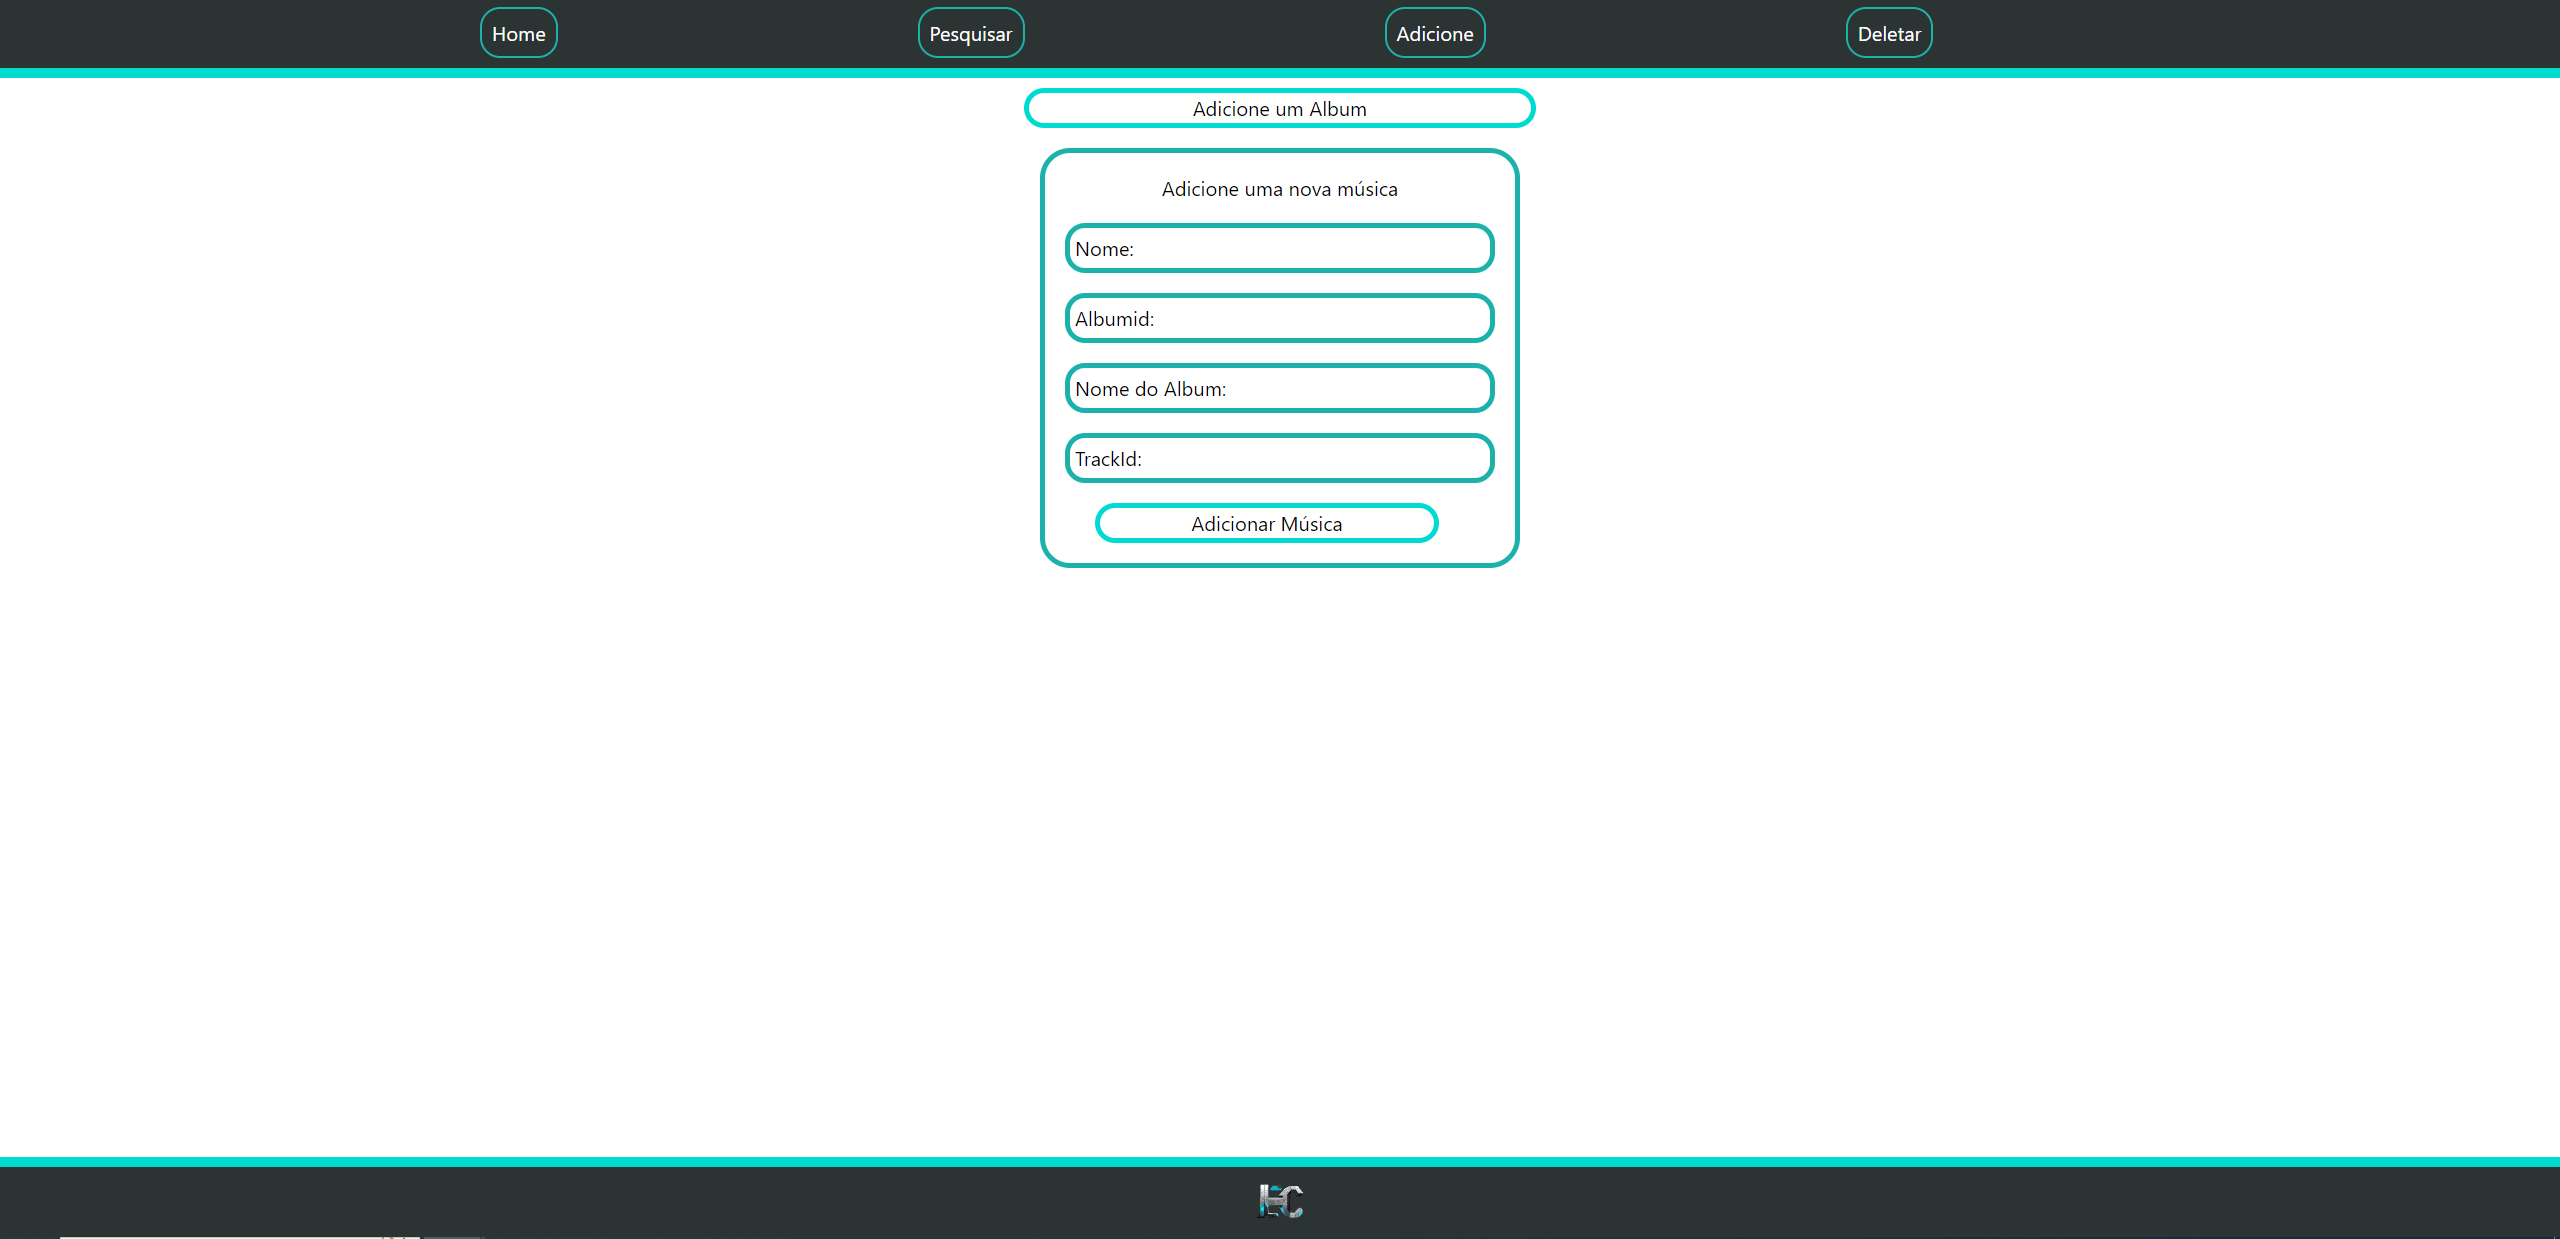 Home Pesquisar Adicione Deletar
Adicione um Album
Adicione uma nova música
Nome:
Albumid:
Nome do Album:
TrackId:
Adicionar Música